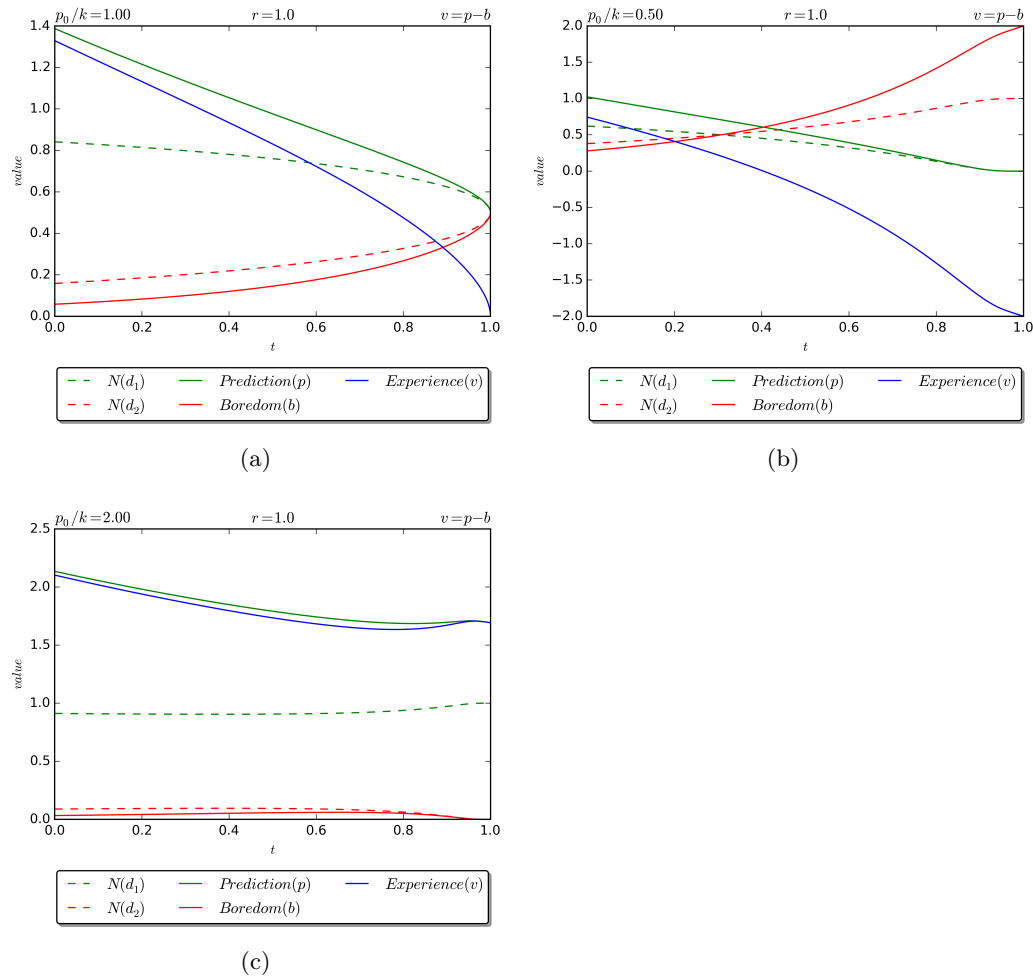 p₀/k=1.00 r=1.0 v=p−b
1.4
1.2
1.0
0.8
0.6
0.4
0.2
0.0
value
0.0 0.2 0.4 0.6 0.8 1.0
t
N(d₁) Prediction(p) Experience(v)
N(d₂) Boredom(b)
(a)
p₀/k=0.50 r=1.0 v=p−b
2.0
1.5
1.0
0.5
0.0
−0.5
−1.0
−1.5
−2.0
value
0.0 0.2 0.4 0.6 0.8 1.0
t
N(d₁) Prediction(p) Experience(v)
N(d₂) Boredom(b)
(b)
p₀/k=2.00 r=1.0 v=p−b
2.5
2.0
1.5
1.0
0.5
0.0
value
0.0 0.2 0.4 0.6 0.8 1.0
t
N(d₁) Prediction(p) Experience(v)
N(d₂) Boredom(b)
(c)